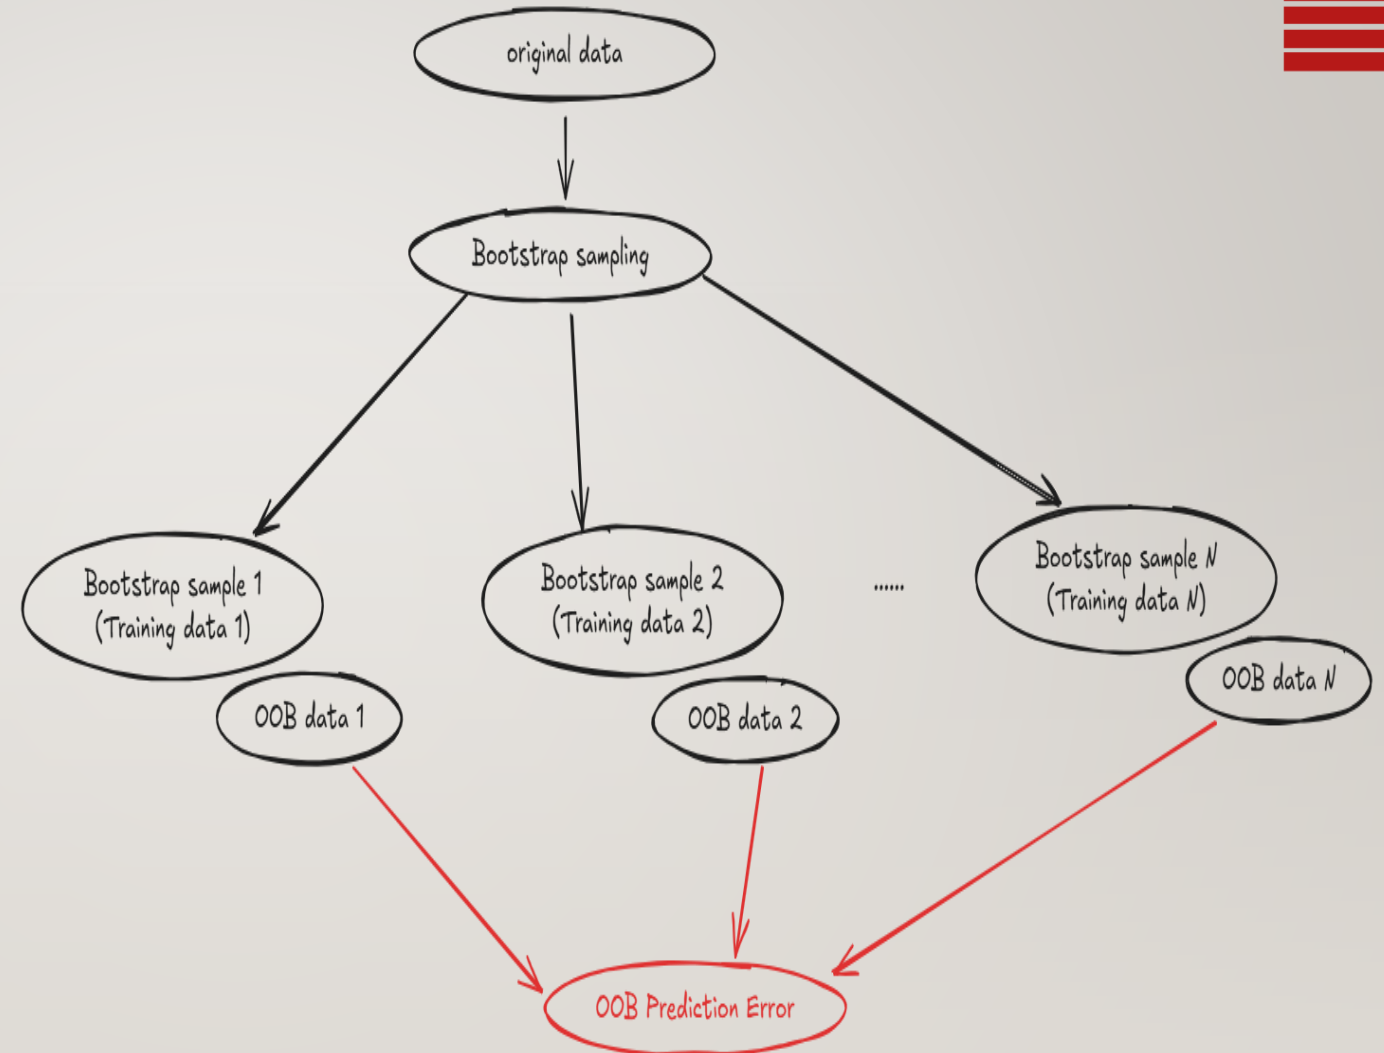 original data
Bootstrap sampling
Bootstrap sample 1
(Training data 1)
Bootstrap sample 2
(Training data 2)
......
Bootstrap sample N
(Training data N)
OOB data 1
OOB data 2
OOB data N
OOB Prediction Error